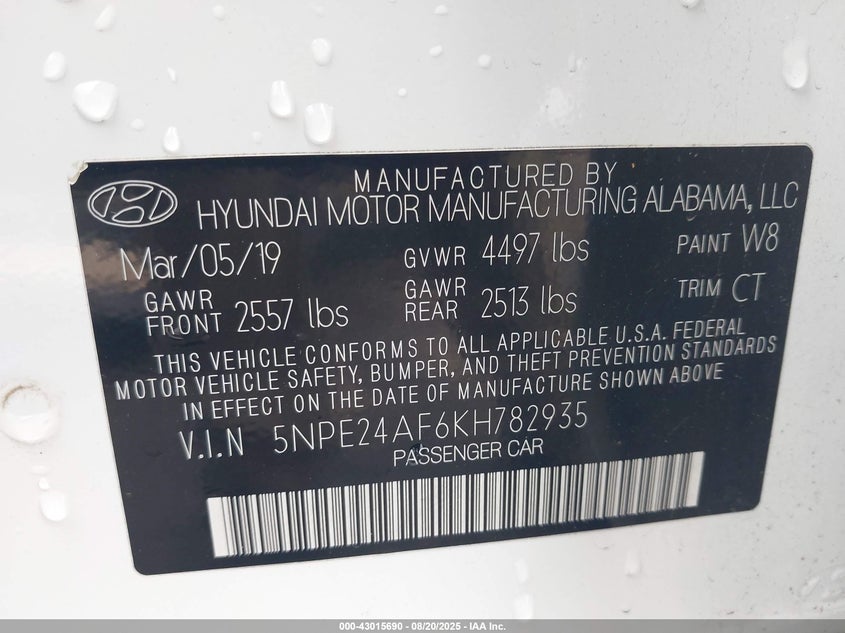 MANUFACTURED BY
HYUNDAI MOTOR MANUFACTURING ALABAMA, LLC
Mar/05/19 GVWR 4497 lbs PAINT W8
GAWR FRONT 2557 lbs GAWR REAR 2513 lbs TRIM CT
THIS VEHICLE CONFORMS TO ALL APPLICABLE U.S.A. FEDERAL
MOTOR VEHICLE SAFETY, BUMPER, AND THEFT PREVENTION STANDARDS
IN EFFECT ON THE DATE OF MANUFACTURE SHOWN ABOVE
V.I.N 5NPE24AF6KH782935
PASSENGER CAR
000-43015690 - 08/20/2025 - IAA Inc.